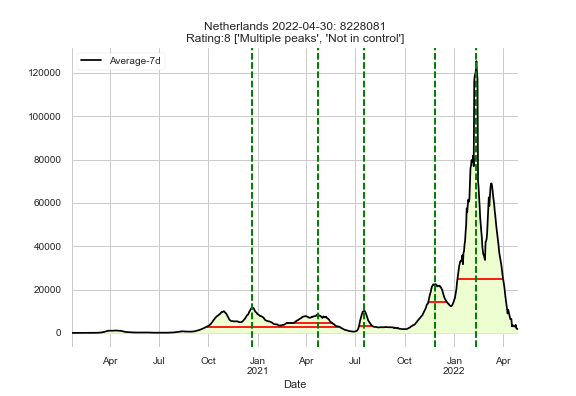 Netherlands 2022-04-30: 8228081
Rating:8 ['Multiple peaks', 'Not in control']
Average-7d
120000
100000
80000
60000
40000
20000
0
Apr Jul Oct Jan Apr Jul Oct Jan Apr
2021 2022
Date